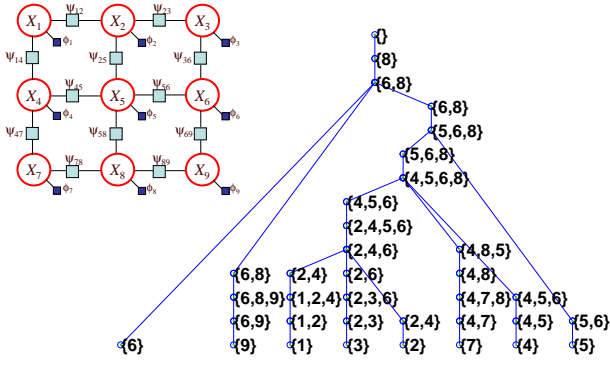 X1 ψ12 X2 ψ23 X3
ϕ1 ϕ2 ϕ3
ψ14 ψ25 ψ36
X4 ψ45 X5 ψ56 X6
ϕ4 ϕ5 ϕ6
ψ47 ψ58 ψ69
X7 ψ78 X8 ψ89 X9
ϕ7 ϕ8 ϕ9
{}
{8}
{6,8}
{6,8}
{5,6,8}
{5,6,8}
{4,5,6,8}
{4,5,6}
{2,4,5,6}
{2,4,6} {4,8,5}
{6,8} {2,4} {2,6} {4,8}
{6,8,9} {1,2,4} {2,3,6} {4,7,8} {4,5,6}
{6,9} {1,2} {2,3} {2,4} {4,7} {4,5} {5,6}
{6} {9} {1} {3} {2} {7} {4} {5}